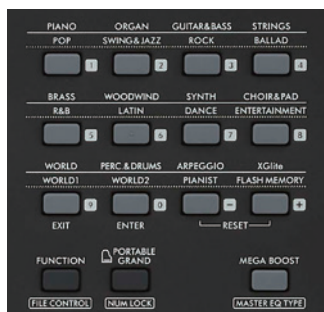 PIANO ORGAN GUITAR&BASS STRINGS
POP SWING&JAZZ ROCK BALLAD
1 2 3 4
BRASS WOODWIND SYNTH CHOIR&PAD
R&B LATIN DANCE ENTERTAINMENT
5 6 7 8
WORLD PERC.&DRUMS ARPEGGIO XGlite
WORLD1 WORLD2 PIANIST FLASH MEMORY
9 0 − +
EXIT ENTER RESET
FUNCTION PORTABLE GRAND MEGA BOOST
FILE CONTROL NUM LOCK MASTER EQ TYPE